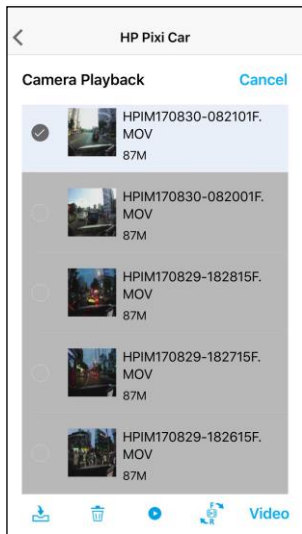 HP Pixi Car
Camera Playback Cancel
HPIM170830-082101F.
MOV
87M
HPIM170830-082001F.
MOV
87M
HPIM170829-182815F.
MOV
87M
HPIM170829-182715F.
MOV
87M
HPIM170829-182615F.
MOV
87M
F
R
Video